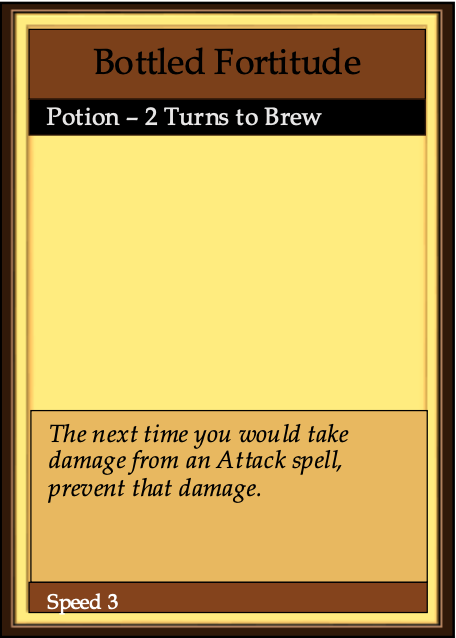 Bottled Fortitude
Potion – 2 Turns to Brew
The next time you would take
damage from an Attack spell,
prevent that damage.
Speed 3